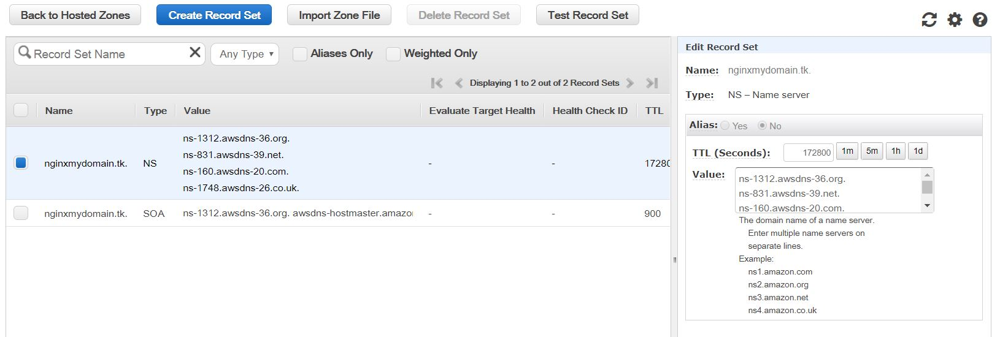 Back to Hosted Zones Create Record Set Import Zone File Delete Record Set Test Record Set
Record Set Name Any Type Aliases Only Weighted Only
Displaying 1 to 2 out of 2 Record Sets
Name Type Value Evaluate Target Health Health Check ID TTL
nginxmydomain.tk. NS ns-1312.awsdns-36.org.
ns-831.awsdns-39.net.
ns-160.awsdns-20.com.
ns-1748.awsdns-26.co.uk. - - 17280
nginxmydomain.tk. SOA ns-1312.awsdns-36.org. awsdns-hostmaster.amazon - - 900
Edit Record Set
Name: nginxmydomain.tk.
Type: NS – Name server
Alias: Yes No
TTL (Seconds): 172800 1m 5m 1h 1d
Value: ns-1312.awsdns-36.org.
ns-831.awsdns-39.net.
ns-160.awsdns-20.com.
The domain name of a name server.
Enter multiple name servers on
separate lines.
Example:
ns1.amazon.com
ns2.amazon.org
ns3.amazon.net
ns4.amazon.co.uk